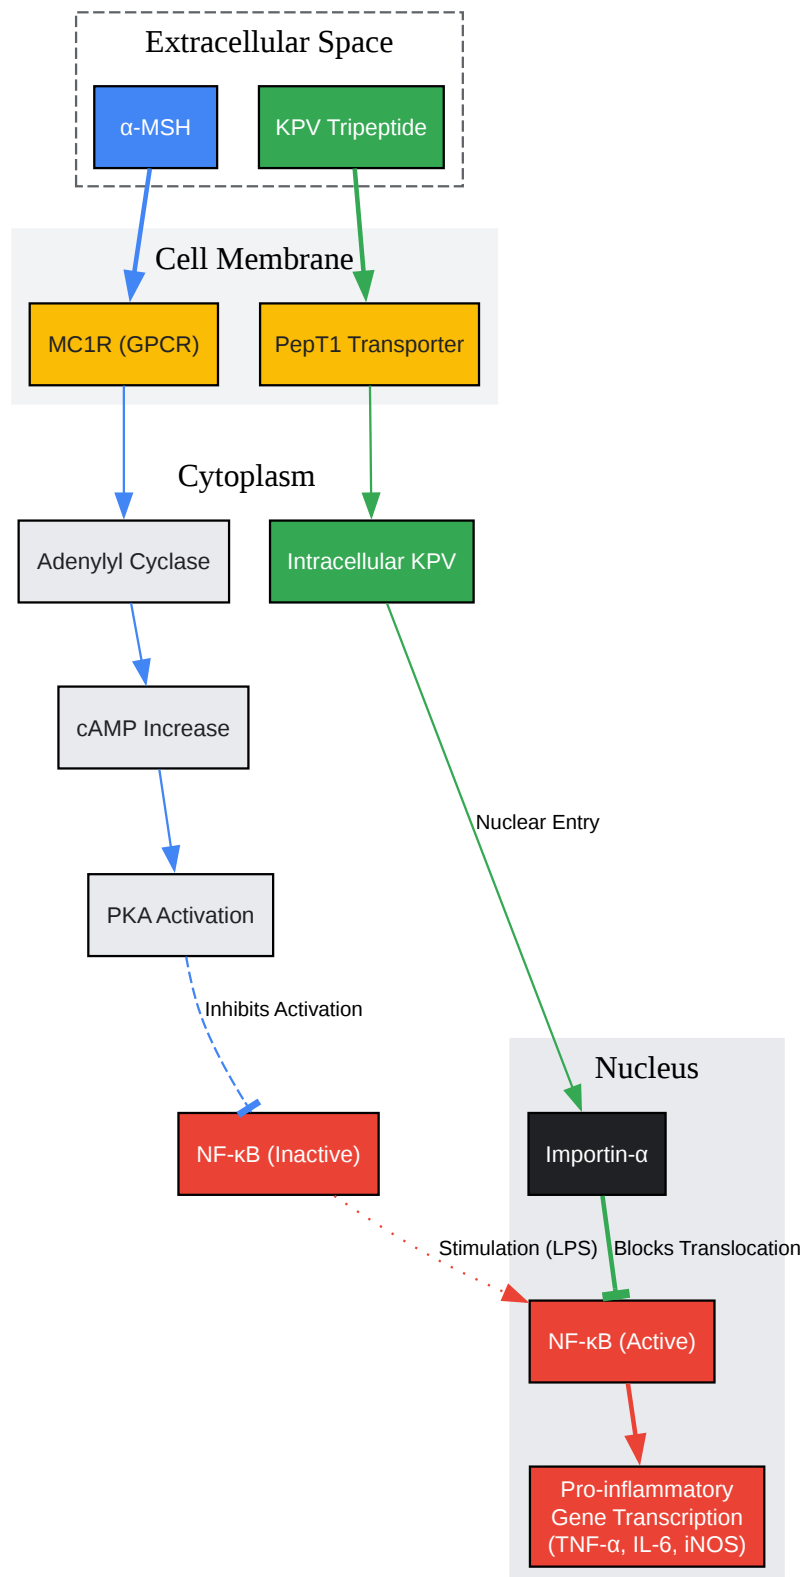 Extracellular Space
α-MSH
KPV Tripeptide
Cell Membrane
MC1R (GPCR)
PepT1 Transporter
Cytoplasm
Adenylyl Cyclase
Intracellular KPV
cAMP Increase
Nuclear Entry
PKA Activation
Inhibits Activation
Nucleus
NF-κB (Inactive)
Importin-α
Stimulation (LPS)
Blocks Translocation
NF-κB (Active)
Pro-inflammatory
Gene Transcription
(TNF-α, IL-6, iNOS)